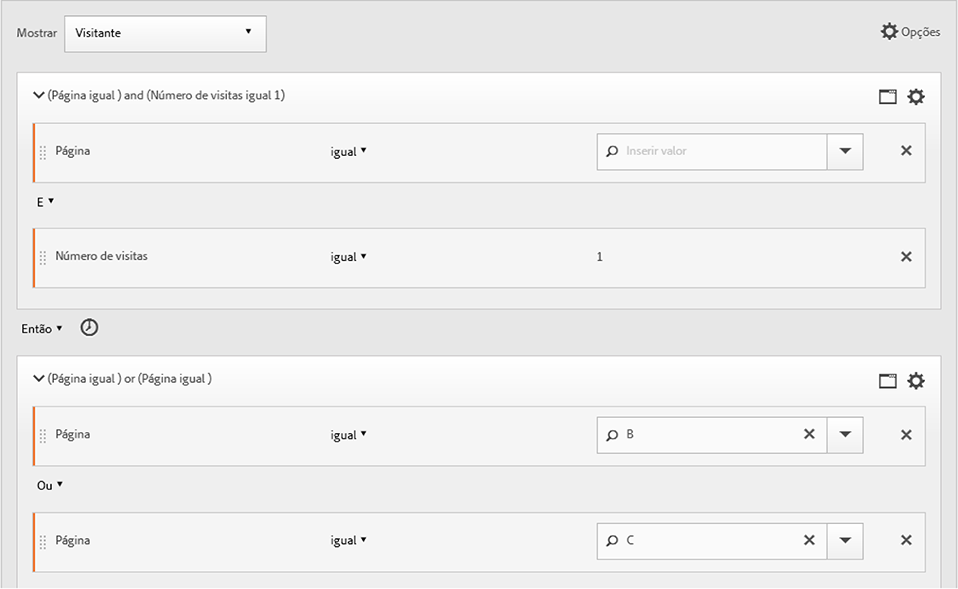 Mostrar Visitante Opções
(Página igual ) and (Número de visitas igual 1)
Página igual Inserir valor
E
Número de visitas igual 1
Então
(Página igual ) or (Página igual )
Página igual B
Ou
Página igual C